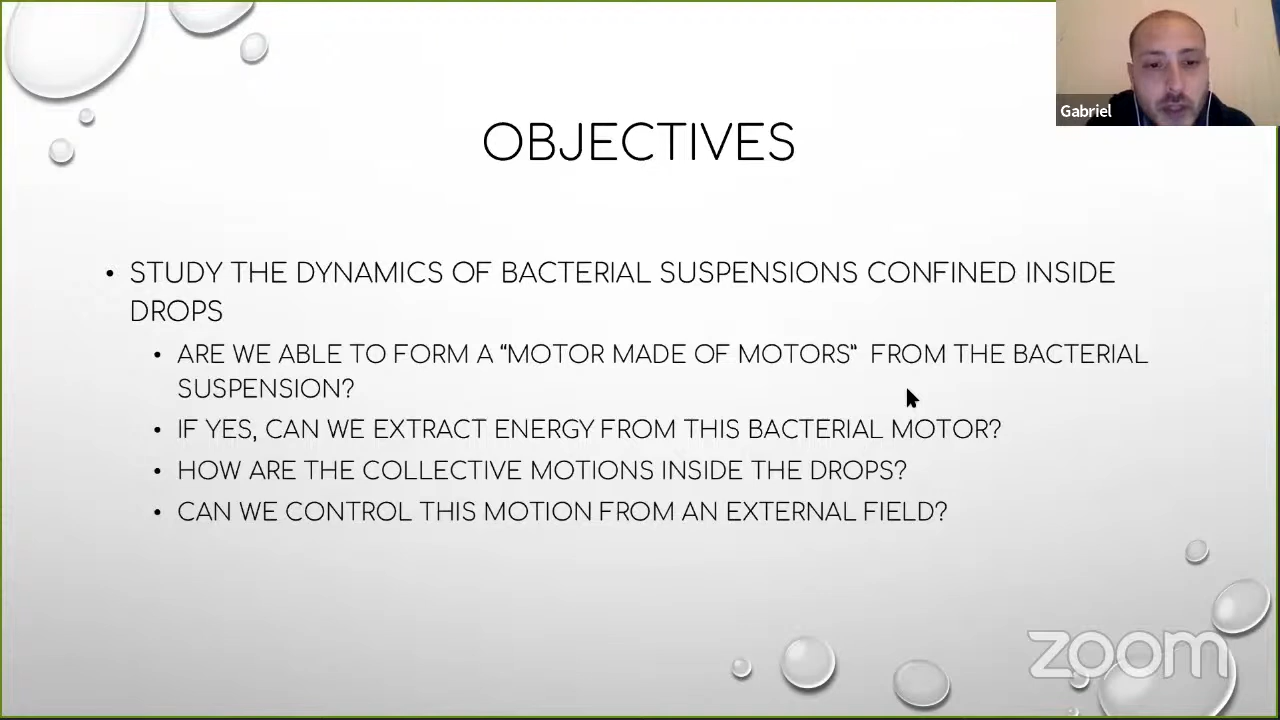 Gabriel
OBJECTIVES
• STUDY THE DYNAMICS OF BACTERIAL SUSPENSIONS CONFINED INSIDE
DROPS
• ARE WE ABLE TO FORM A “MOTOR MADE OF MOTORS” FROM THE BACTERIAL
SUSPENSION?
• IF YES, CAN WE EXTRACT ENERGY FROM THIS BACTERIAL MOTOR?
• HOW ARE THE COLLECTIVE MOTIONS INSIDE THE DROPS?
• CAN WE CONTROL THIS MOTION FROM AN EXTERNAL FIELD?
zoom